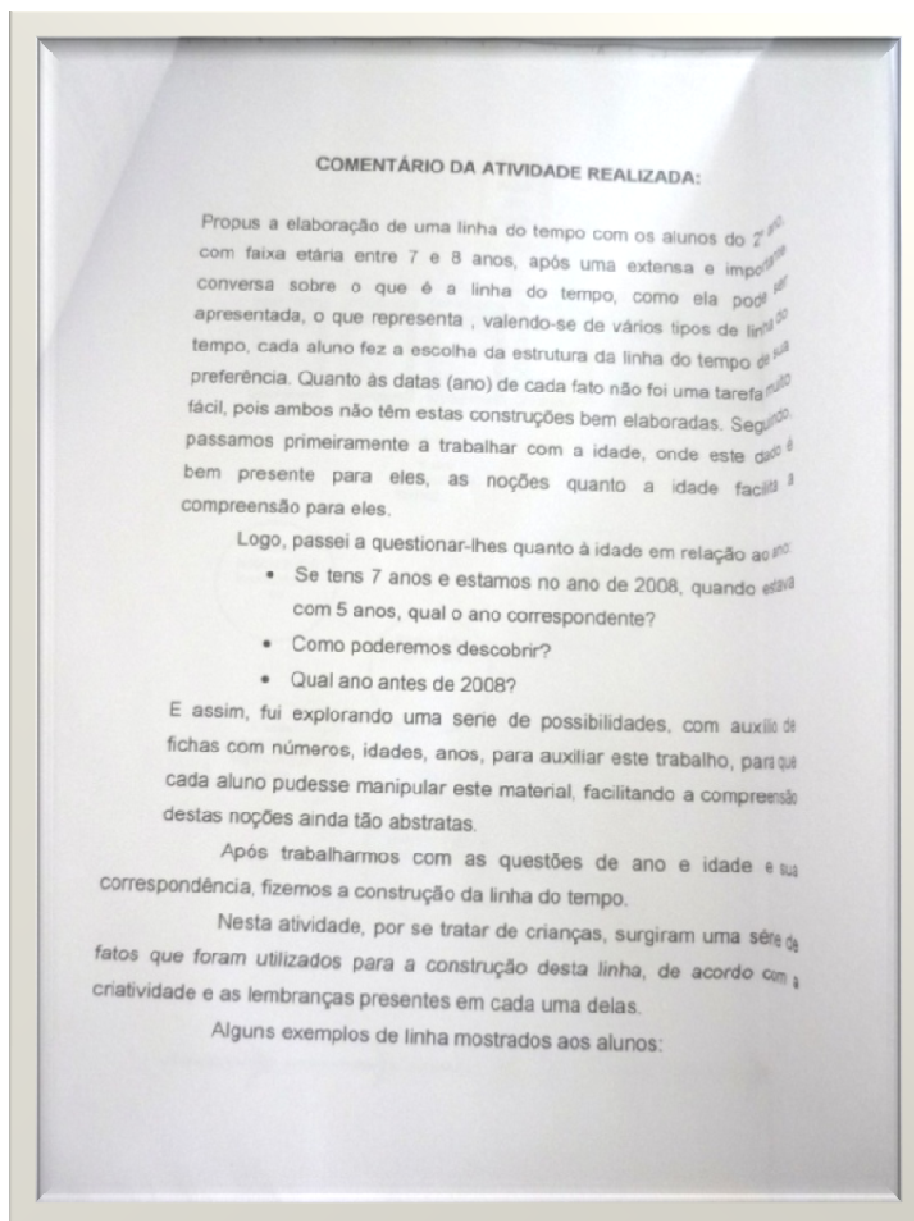 COMENTÁRIO DA ATIVIDADE REALIZADA:
Propus a elaboração de uma linha do tempo com os alunos do 2º ano,
com faixa etária entre 7 e 8 anos, após uma extensa e importante
conversa sobre o que é a linha do tempo, como ela pode ser
apresentada, o que representa , valendo-se de vários tipos de linha do
tempo, cada aluno fez a escolha da estrutura da linha do tempo de sua
preferência. Quanto às datas (ano) de cada fato não foi uma tarefa muito
fácil, pois ambos não têm estas construções bem elaboradas. Segundo,
passamos primeiramente a trabalhar com a idade, onde este dado é
bem presente para eles, as noções quanto a idade facilita a
compreensão para eles.
Logo, passei a questionar-lhes quanto à idade em relação ao ano:
• Se tens 7 anos e estamos no ano de 2008, quando estava
com 5 anos, qual o ano correspondente?
• Como poderemos descobrir?
• Qual ano antes de 2008?
E assim, fui explorando uma serie de possibilidades, com auxilio de
fichas com números, idades, anos, para auxiliar este trabalho, para que
cada aluno pudesse manipular este material, facilitando a compreensão
destas noções ainda tão abstratas.
Após trabalharmos com as questões de ano e idade e sua
correspondência, fizemos a construção da linha do tempo.
Nesta atividade, por se tratar de crianças, surgiram uma série de
fatos que foram utilizados para a construção desta linha, de acordo com a
criatividade e as lembranças presentes em cada uma delas.
Alguns exemplos de linha mostrados aos alunos: